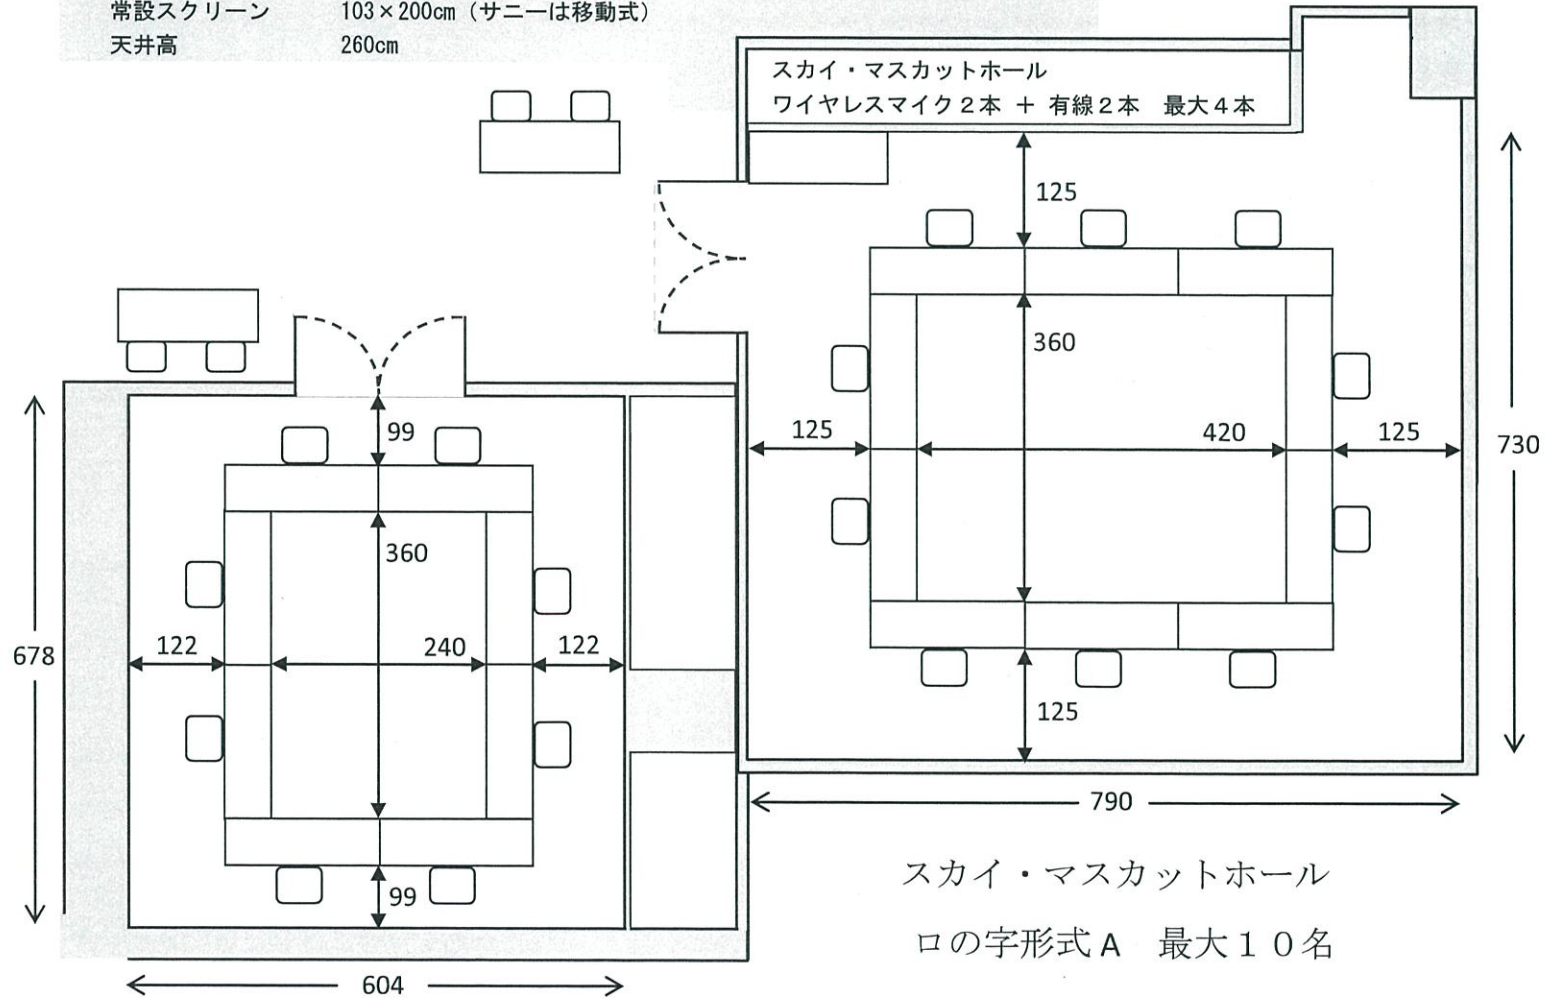 常設スクリーン 103×200cm（サニーは移動式）
天井高 260cm
スカイ・マスカットホール
ワイヤレスマイク２本 ＋ 有線２本　最大４本
125
360
125
420
125
730
125
790
99
360
678
122
240
122
99
604
スカイ・マスカットホール
ロの字形式 A　最大１０名